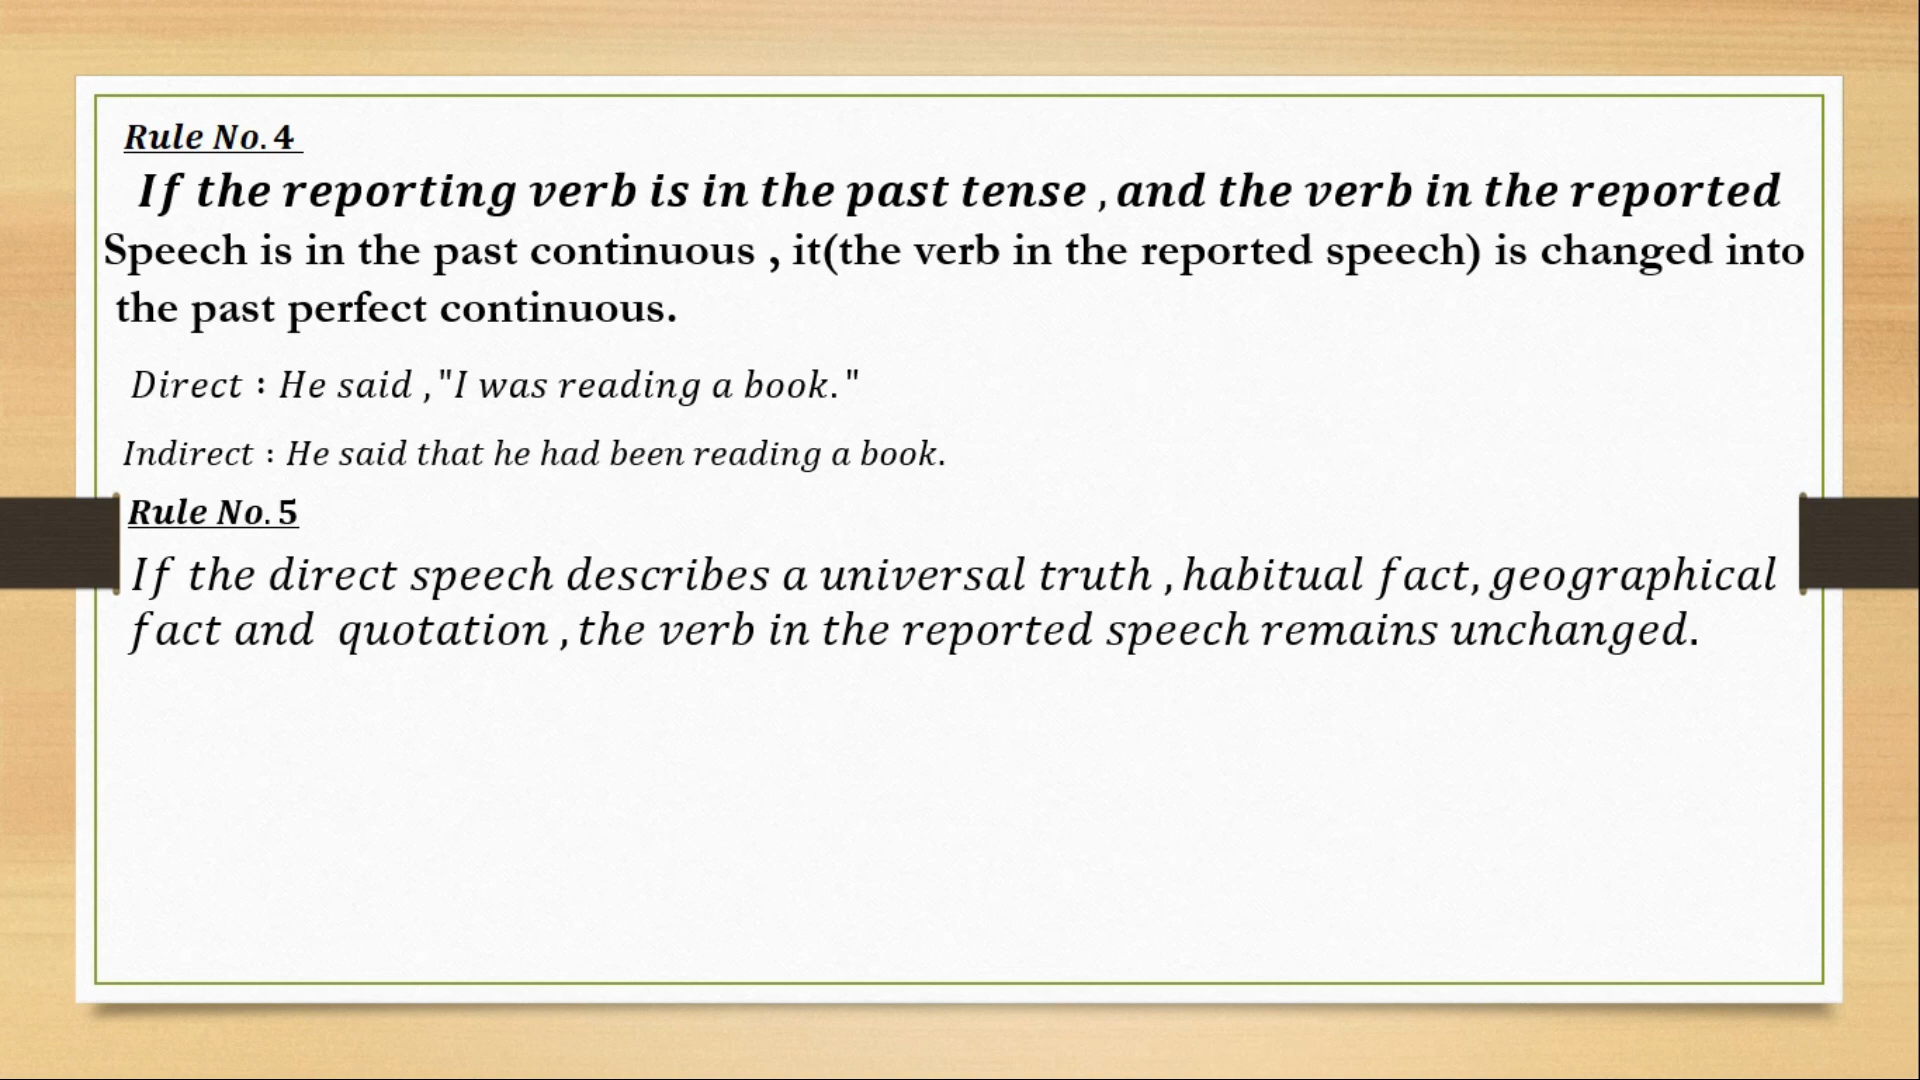 Rule No.4
If the reporting verb is in the past tense ,and the verb in the reported
Speech is in the past continuous , it(the verb in the reported speech) is changed into
the past perfect continuous.
Direct : He said ,"I was reading a book."
Indirect : He said that he had been reading a book.
Rule No.5
If the direct speech describes a universal truth ,habitual fact,geographical
fact and quotation ,the verb in the reported speech remains unchanged.